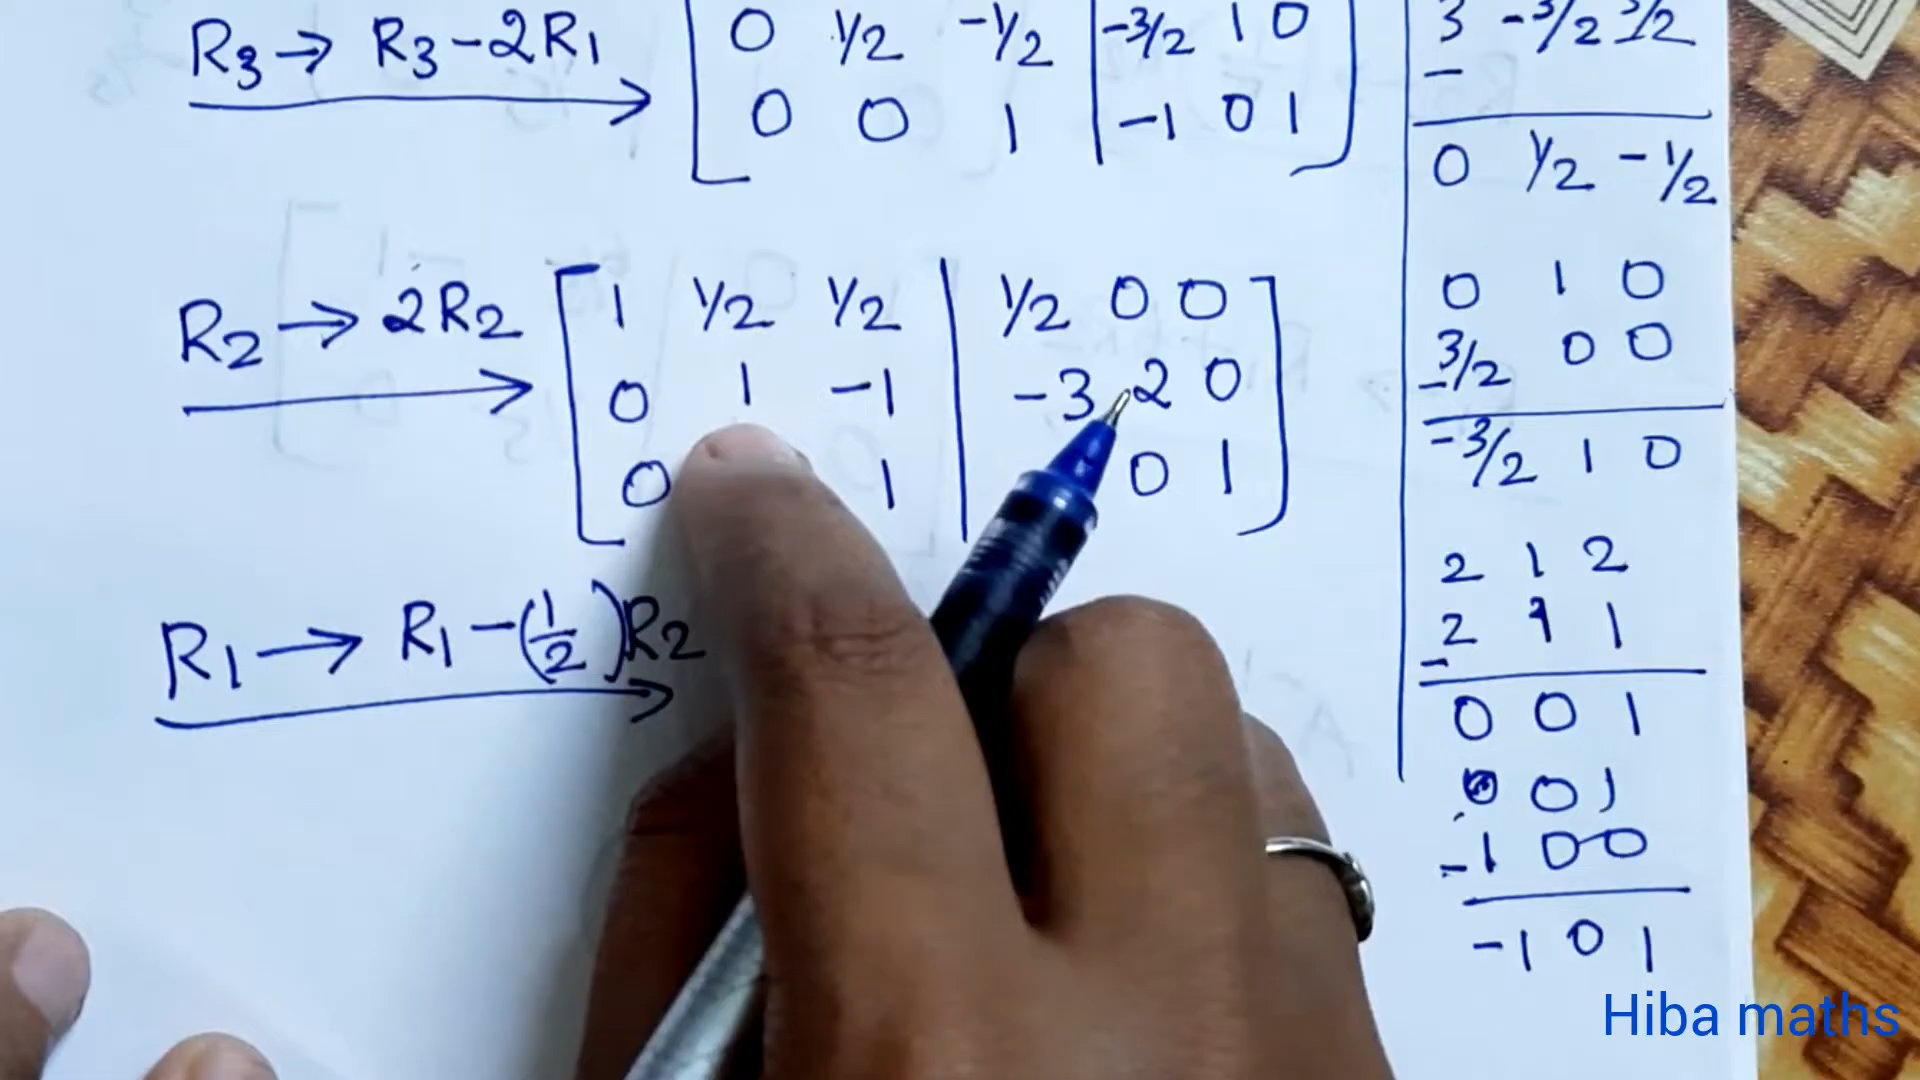 R3 → R3-2R1
0 1/2 -1/2 | -3/2 1 0
0 0 1 | -1 0 1
R2 → 2R2
1 1/2 1/2 | 1/2 0 0
0 1 -1 | -3 2 0
0 1 | 0 1
R1 → R1-(1/2)R2
3 -3/2 3/2
-
0 1/2 -1/2
0 1 0
-3/2 0 0
-3/2 1 0
2 1 2
-2 1 1
0 0 1
0 0 1
-1 0 0
-1 0 1
Hiba maths